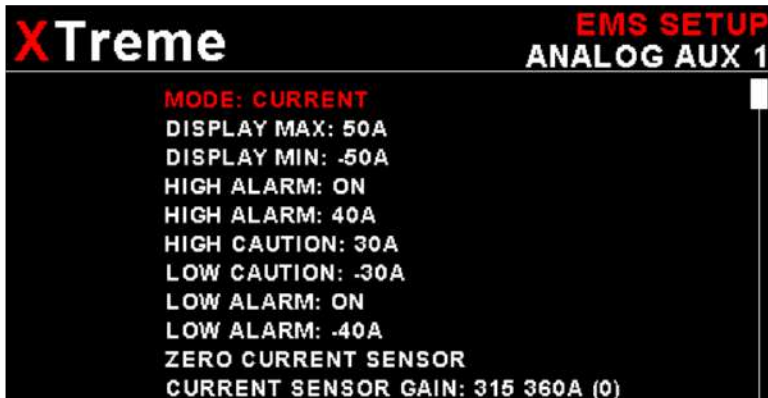 XTreme
EMS SETUP
ANALOG AUX 1
MODE: CURRENT
DISPLAY MAX: 50A
DISPLAY MIN: -50A
HIGH ALARM: ON
HIGH ALARM: 40A
HIGH CAUTION: 30A
LOW CAUTION: -30A
LOW ALARM: ON
LOW ALARM: -40A
ZERO CURRENT SENSOR
CURRENT SENSOR GAIN: 315 360A (0)